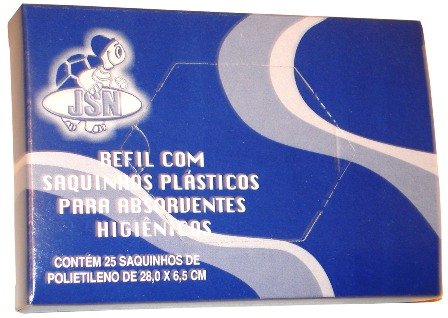 JSN
REFIL COM
SAQUINHOS PLÁSTICOS
PARA ABSORVENTES
HIGIÊNICOS
CONTÉM 25 SAQUINHOS DE
POLIETILENO DE 28,0 X 6,5 CM